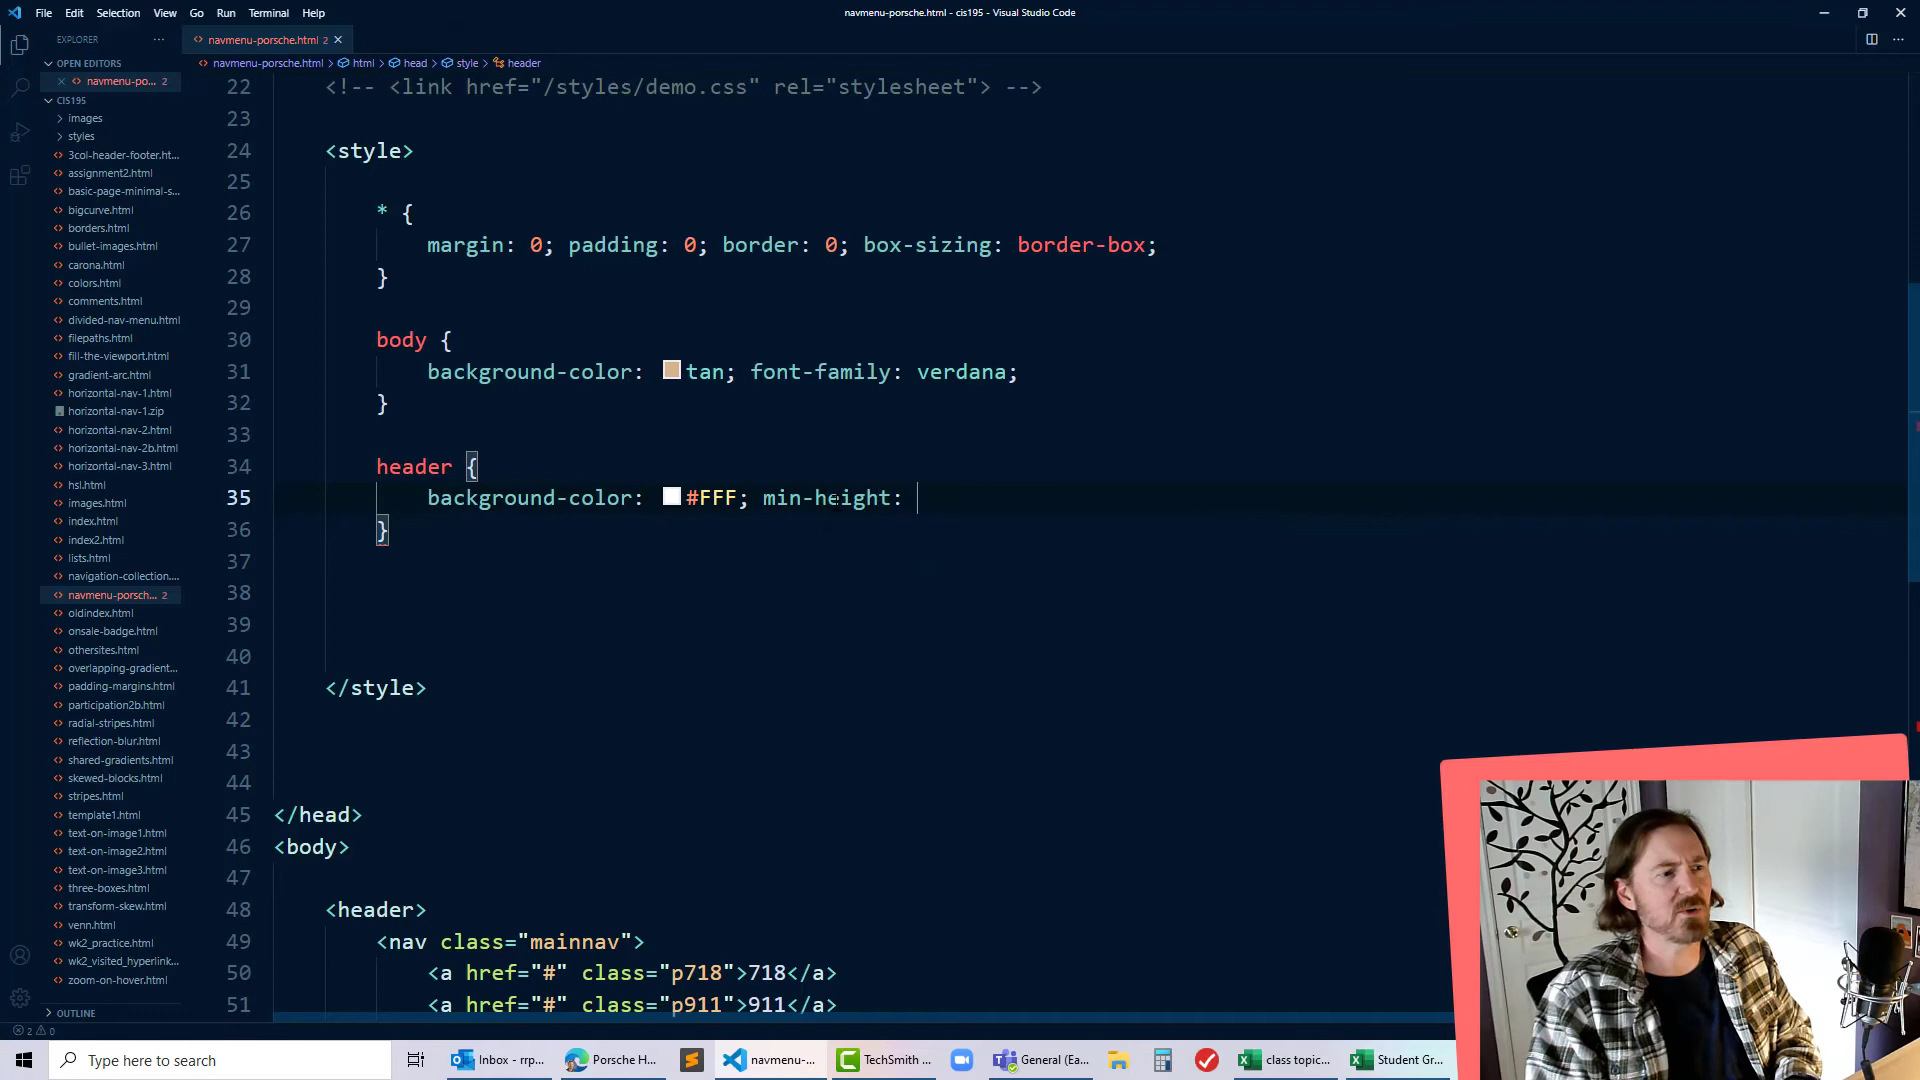 File Edit Selection View Go Run Terminal Help
navmenu-porsche.html - cis195 - Visual Studio Code
EXPLORER
navmenu-porsche.html 2
OPEN EDITORS
navmenu-po... 2
CIS195
images
styles
3col-header-footer.ht...
assignment2.html
basic-page-minimal-s...
bigcurve.html
borders.html
bullet-images.html
carona.html
colors.html
comments.html
divided-nav-menu.html
filepaths.html
fill-the-viewport.html
gradient-arc.html
horizontal-nav-1.html
horizontal-nav-1.zip
horizontal-nav-2.html
horizontal-nav-2b.html
horizontal-nav-3.html
hsl.html
images.html
index.html
index2.html
lists.html
navigation-collection....
navmenu-porsch... 2
oldindex.html
onsale-badge.html
othersites.html
overlapping-gradient...
padding-margins.html
participation2b.html
radial-stripes.html
reflection-blur.html
shared-gradients.html
skewed-blocks.html
stripes.html
template1.html
text-on-image1.html
text-on-image2.html
text-on-image3.html
three-boxes.html
transform-skew.html
venn.html
wk2_practice.html
wk2_visited_hyperlink...
zoom-on-hover.html
OUTLINE
navmenu-porsche.html > html > head > style > header
22 <!-- <link href="/styles/demo.css" rel="stylesheet"> -->
23
24 <style>
25
26 * {
27 margin: 0; padding: 0; border: 0; box-sizing: border-box;
28 }
29
30 body {
31 background-color: tan; font-family: verdana;
32 }
33
34 header {
35 background-color: #FFF; min-height:
36 }
37
38
39
40
41 </style>
42
43
44
45 </head>
46 <body>
47
48 <header>
49 <nav class="mainnav">
50 <a href="#" class="p718">718</a>
51 <a href="#" class="p911">911</a>
2 0
Type here to search
Inbox - rrp...
Porsche H...
navmenu-...
TechSmith ...
General (Ea...
class topic...
Student Gr...